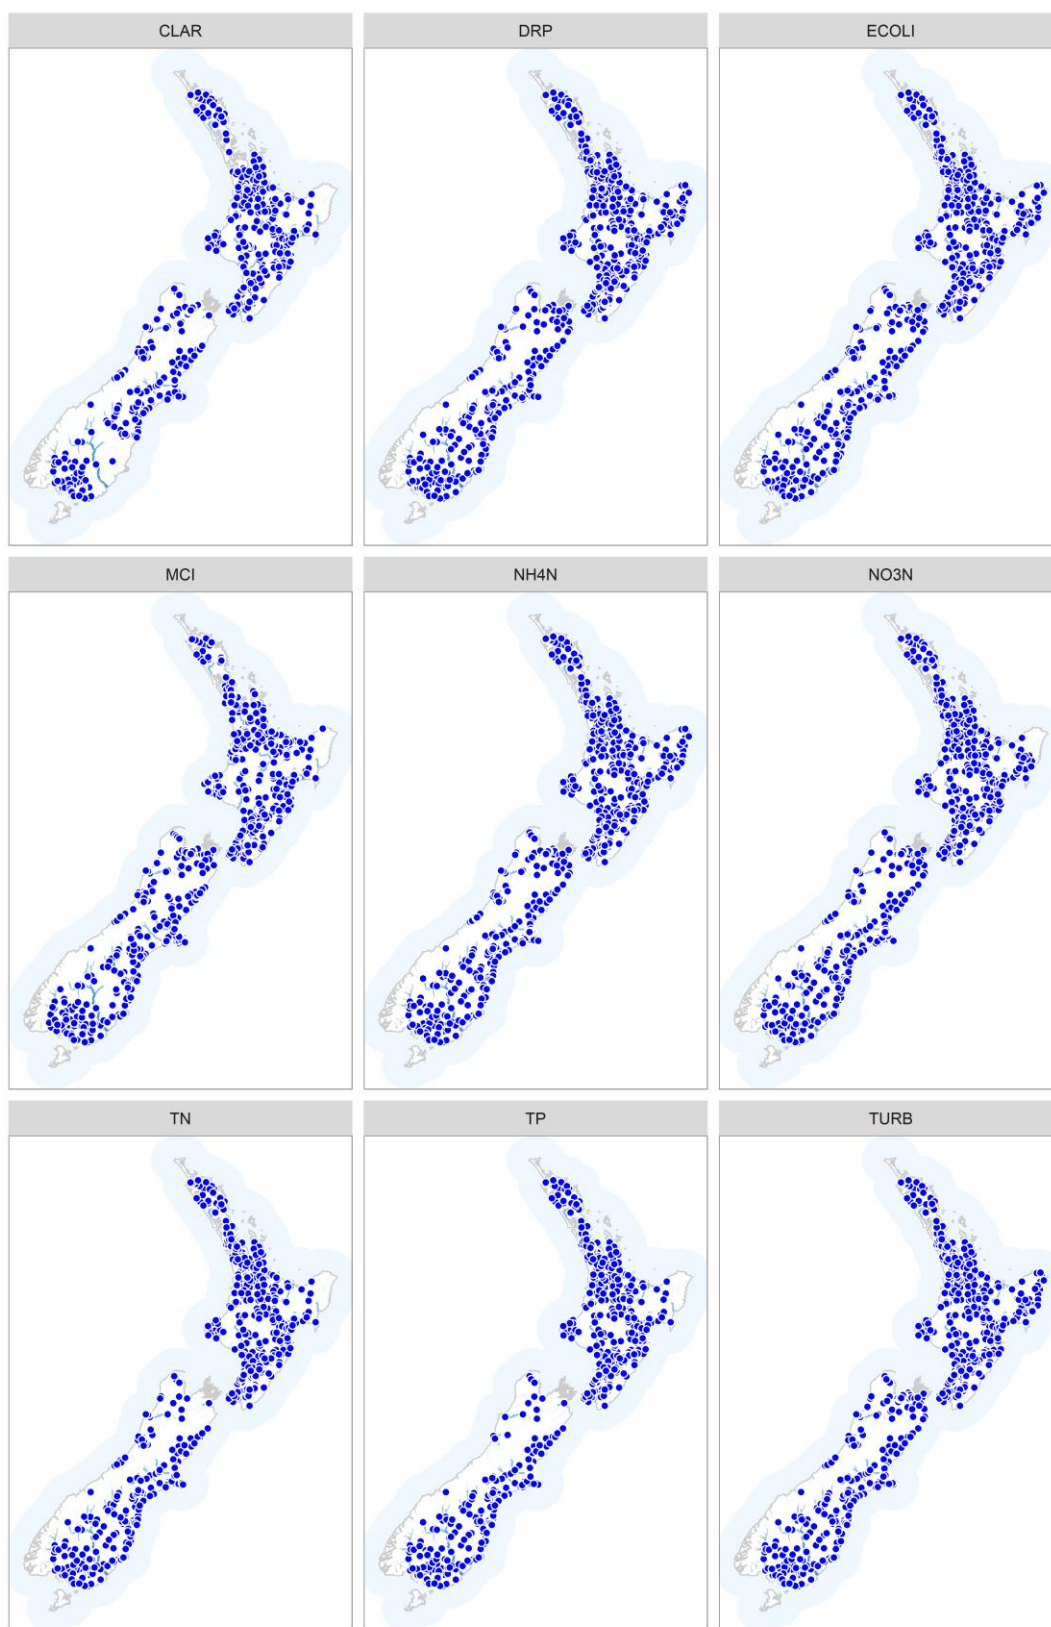 CLAR
DRP
ECOLI
MCI
NH4N
NO3N
TN
TP
TURB